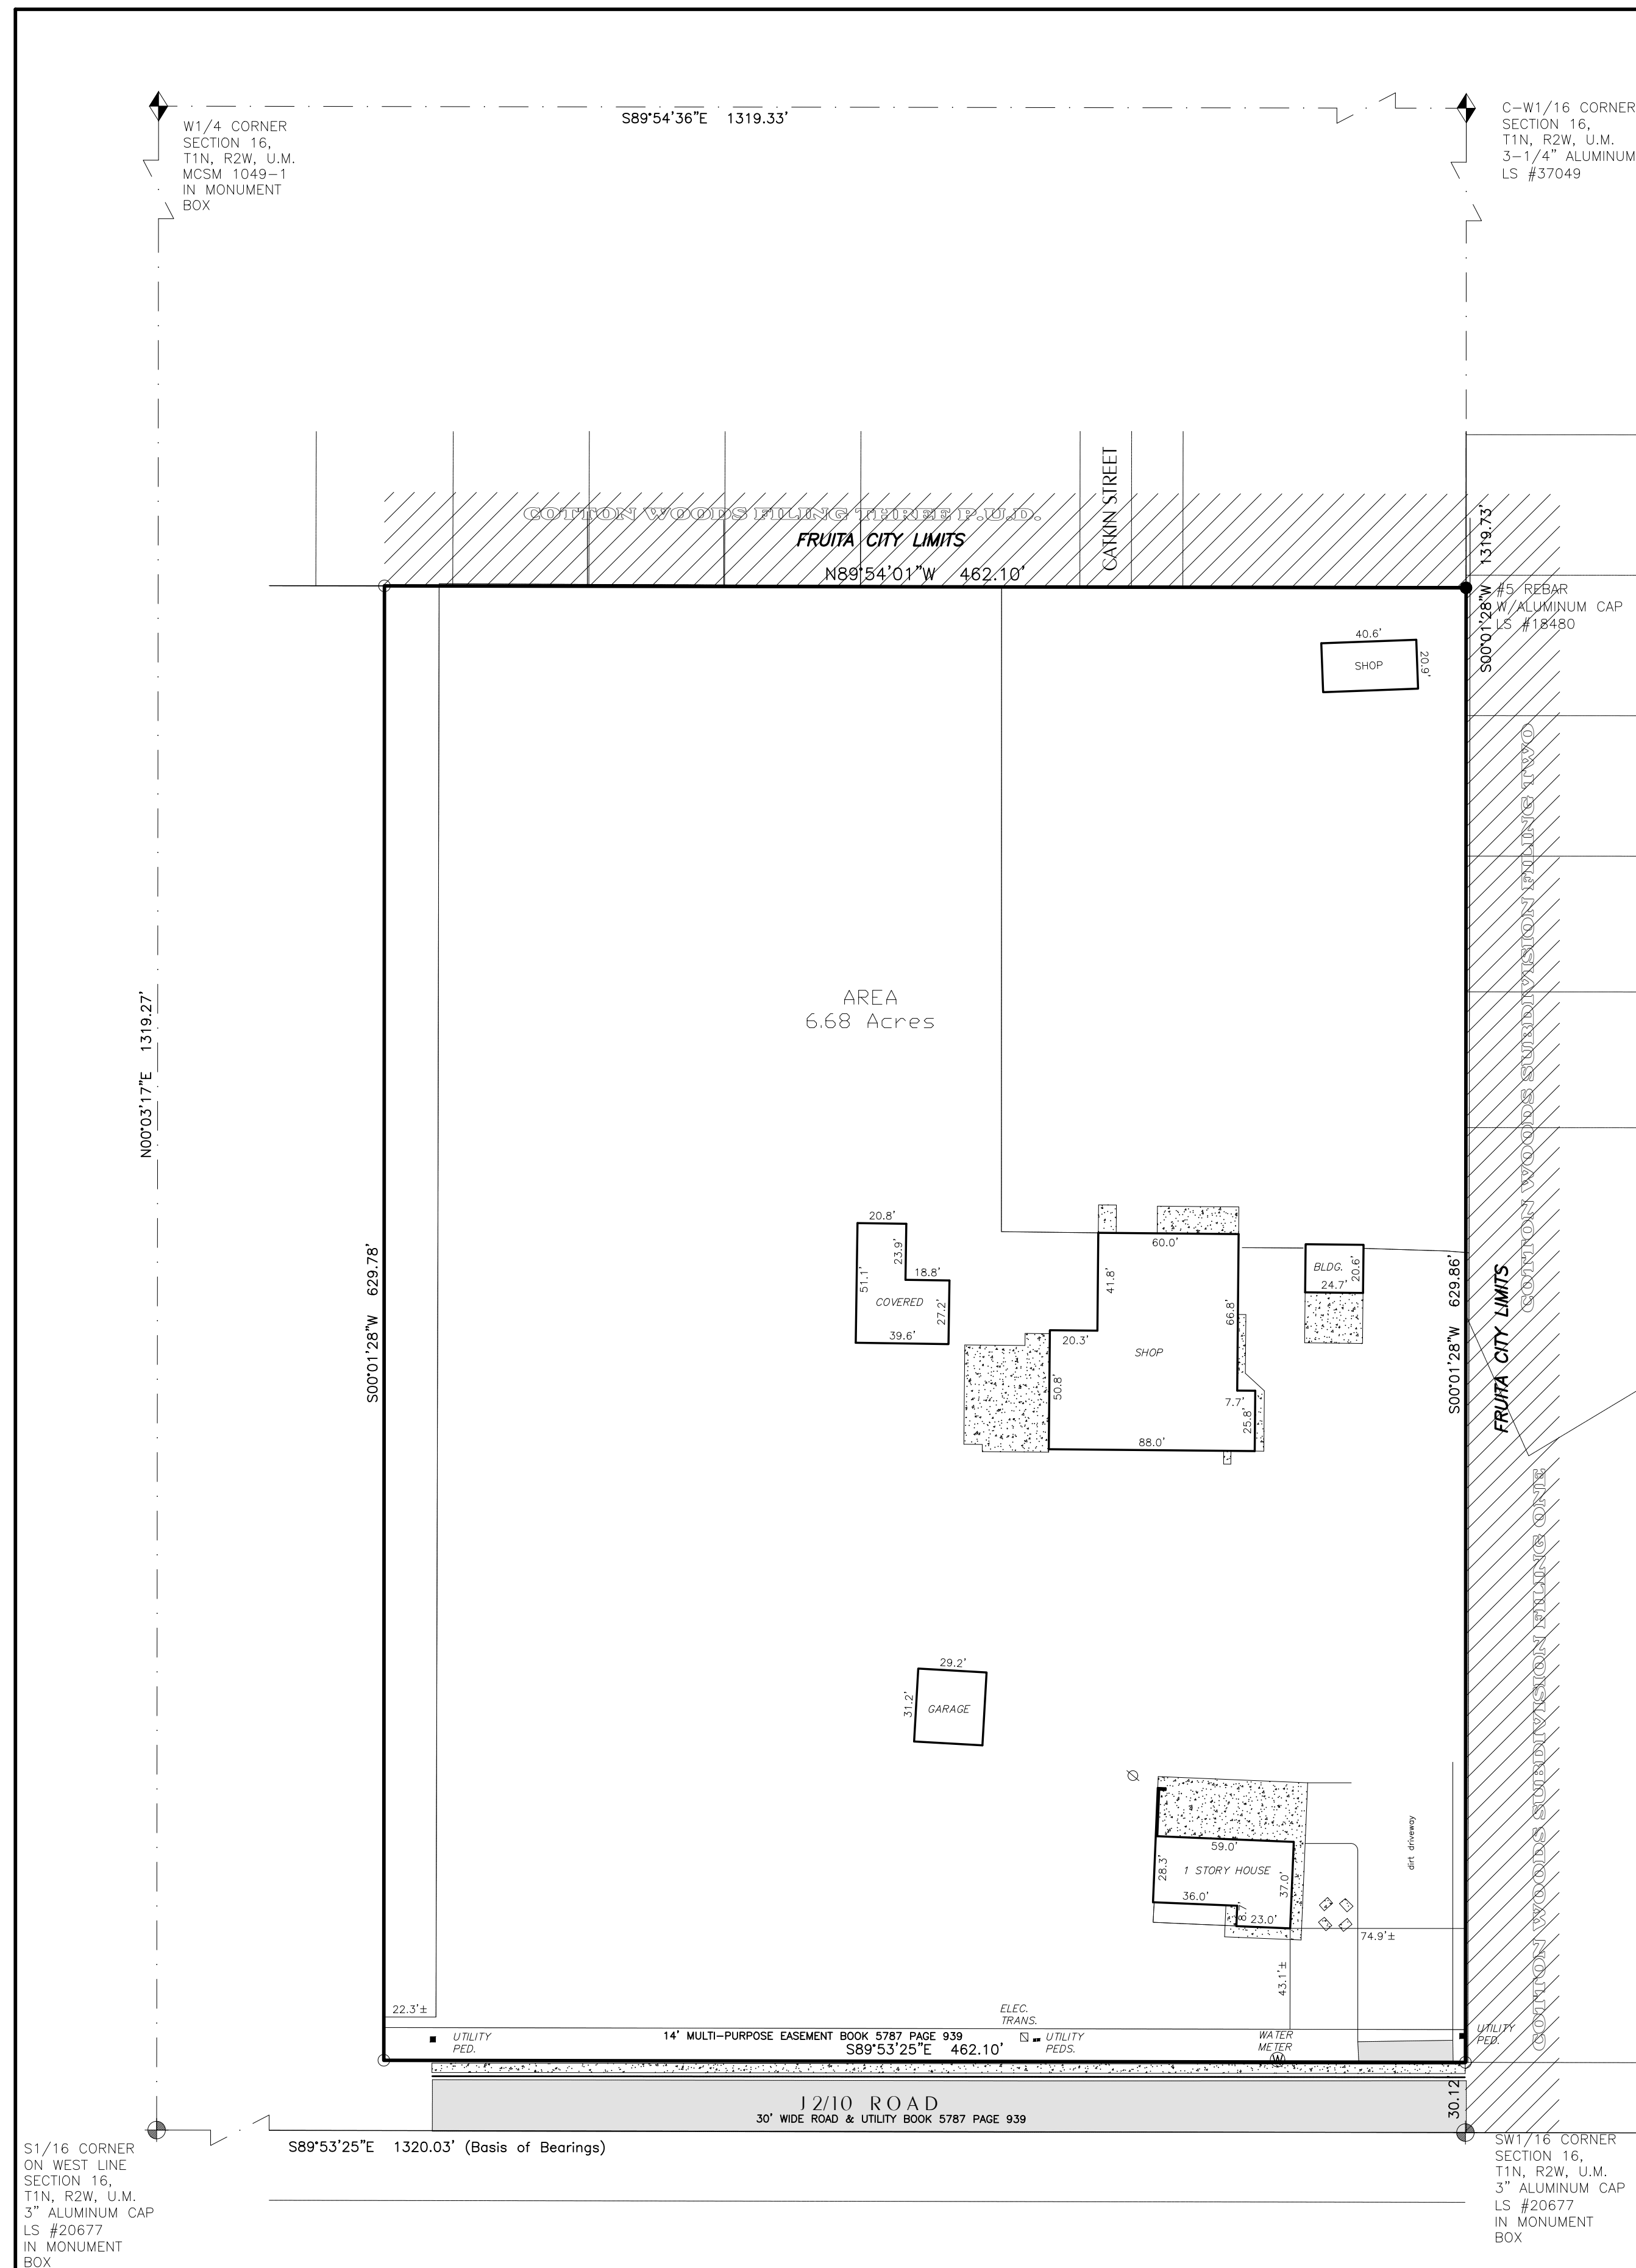 W1/4 CORNER
SECTION 16,
T1N, R2W, U.M.
MCSM 1049-1
IN MONUMENT
BOX
S89°54'36"E 1319.33'
C-W1/16 CORNER
SECTION 16,
T1N, R2W, U.M.
3-1/4" ALUMINUM
LS #37049
CATKIN STREET
COTTON WOODS FILING THREE P.U.D.
FRUITA CITY LIMITS
N89°54'01"W 462.10'
S00°01'28"W 1319.73'
#5 REBAR
W/ALUMINUM CAP
LS #18480
40.6'
SHOP
20.9'
COTTON WOODS SUBDIVISION FILING TWO
AREA
6.68 Acres
N00°03'17"E 1319.27'
S00°01'28"W 629.78'
20.8'
23.9'
51.1'
18.8'
COVERED
27.2'
39.6'
60.0'
41.8'
66.8'
20.3'
SHOP
50.8'
7.7'
25.8'
88.0'
BLDG.
20.6'
24.7'
S00°01'28"W 629.86'
FRUITA CITY LIMITS
COTTON WOODS SUBDIVISION FILING ONE
29.2'
31.2'
GARAGE
59.0'
28.3'
1 STORY HOUSE
37.0'
36.0'
8.7'
23.0'
dirt driveway
74.9'±
43.1'±
22.3'±
ELEC.
TRANS.
UTILITY
PED.
14' MULTI-PURPOSE EASEMENT BOOK 5787 PAGE 939
S89°53'25"E 462.10'
UTILITY
PEDS.
WATER
METER
W
UTILITY
PED.
30.12'
J 2/10 ROAD
30' WIDE ROAD & UTILITY BOOK 5787 PAGE 939
S89°53'25"E 1320.03' (Basis of Bearings)
S1/16 CORNER
ON WEST LINE
SECTION 16,
T1N, R2W, U.M.
3" ALUMINUM CAP
LS #20677
IN MONUMENT
BOX
SW1/16 CORNER
SECTION 16,
T1N, R2W, U.M.
3" ALUMINUM CAP
LS #20677
IN MONUMENT
BOX